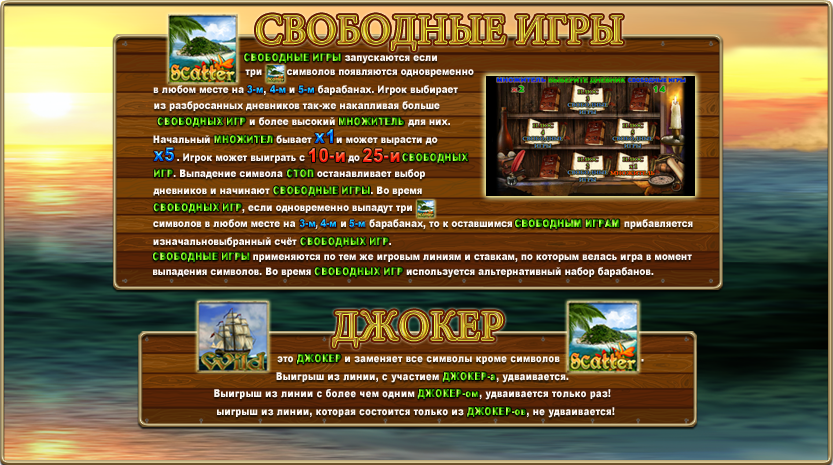 СВОБОДНЫЕ ИГРЫ
Scatter
СВОБОДНЫЕ ИГРЫ запускаются если
три символов появляются одновременно
в любом месте на 3-м, 4-м и 5-м барабанах. Игрок выбирает
из разбросанных дневников так-же накапливая больше
СВОБОДНЫХ ИГР и более высокий МНОЖИТЕЛЬ для них.
Начальный МНОЖИТЕЛ бывает x1 и может вырасти до
x5. Игрок может выиграть с 10-и до 25-и СВОБОДНЫХ
ИГР. Выпадение символа СТОП останавливает выбор
дневников и начинают СВОБОДНЫЕ ИГРЫ. Во время
СВОБОДНЫХ ИГР, если одновременно выпадут три
символов в любом месте на 3-м, 4-м и 5-м барабанах, то к оставшимся СВОБОДНЫМ ИГРАМ прибавляется
изначальновыбранный счёт СВОБОДНЫХ ИГР.
СВОБОДНЫЕ ИГРЫ применяются по тем же игровым линиям и ставкам, по которым велась игра в момент
выпадения символов. Во время СВОБОДНЫХ ИГР используется альтернативный набор барабанов.
ДЖОКЕР
Wild
Scatter
это ДЖОКЕР и заменяет все символы кроме символов .
Выигрыш из линии, с участием ДЖОКЕР-а, удваивается.
Выигрыш из линии с более чем одним ДЖОКЕР-ом, удваивается только раз!
ыигрыш из линии, которая состоится только из ДЖОКЕР-ов, не удваивается!